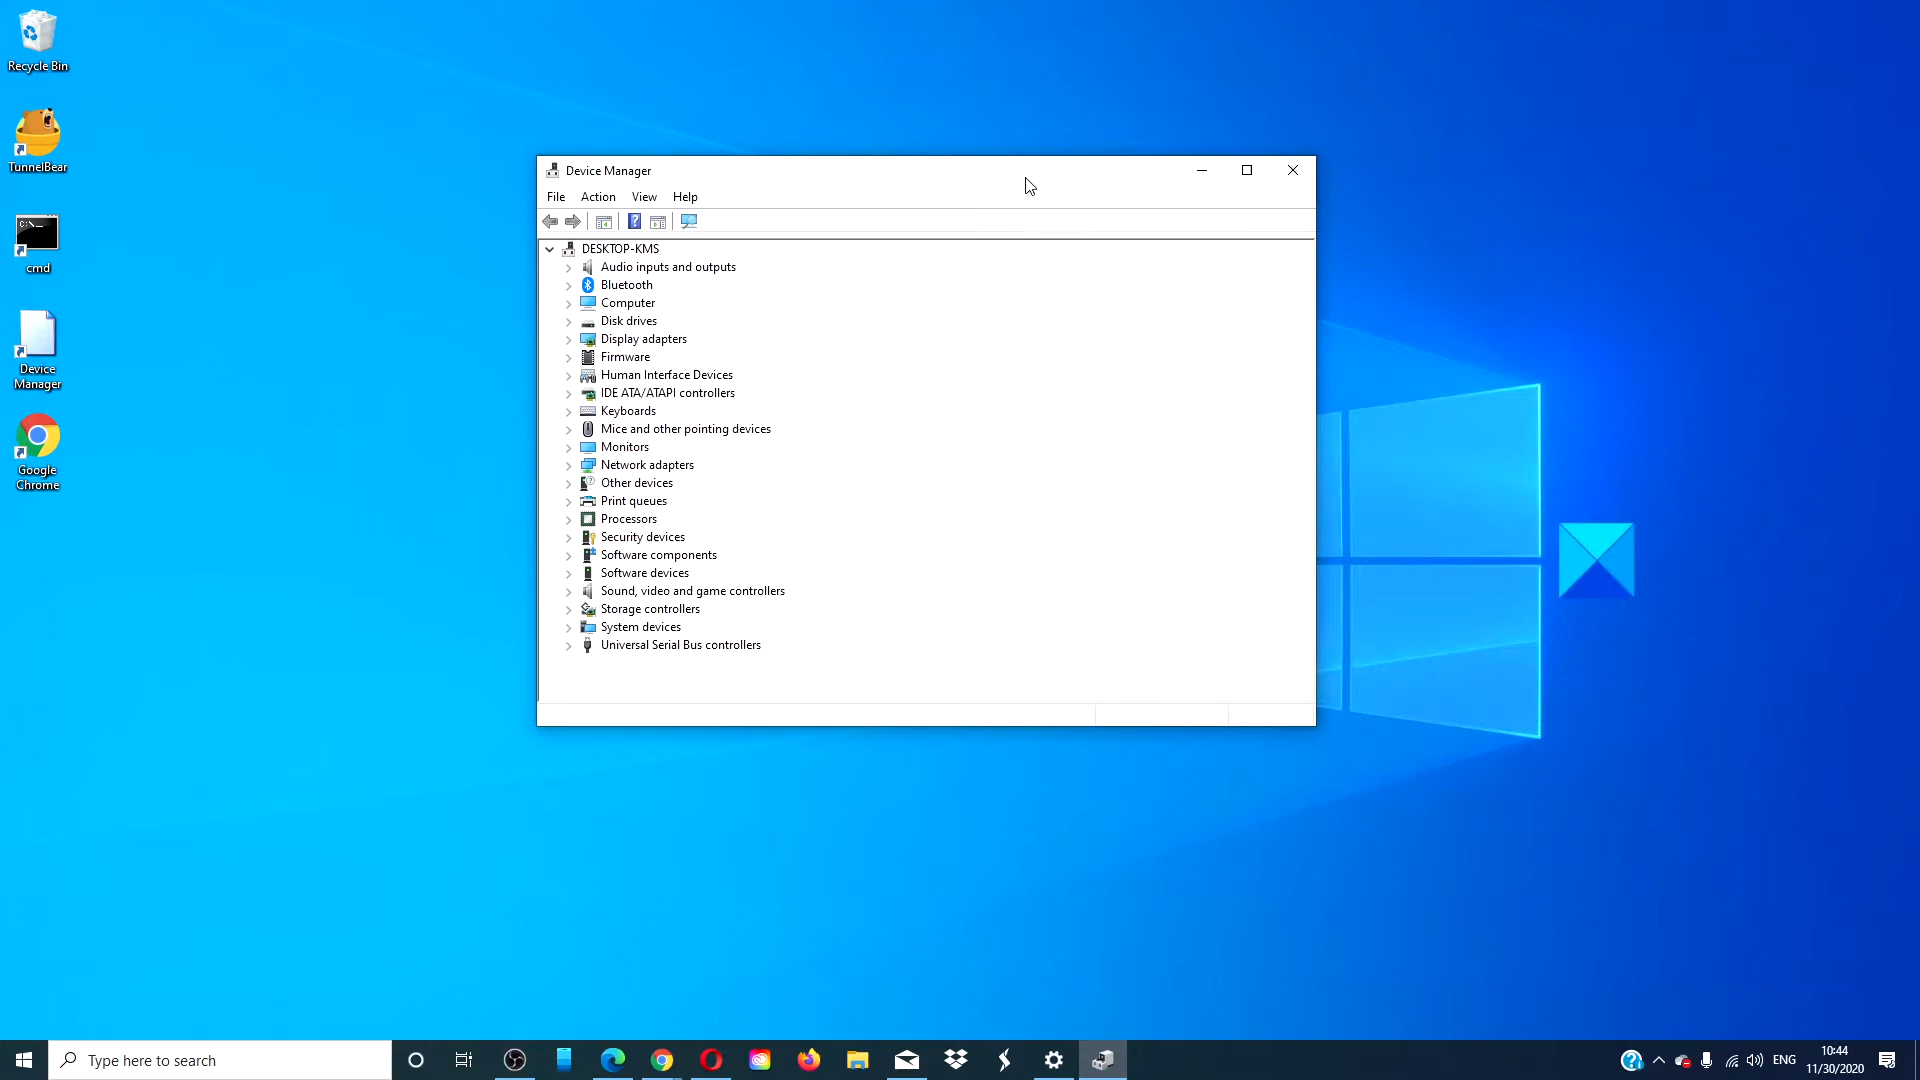 Recycle Bin
TunnelBear
C:\._
cmd
Device
Manager
Google
Chrome
Device Manager
File Action View Help
DESKTOP-KMS
Audio inputs and outputs
Bluetooth
Computer
Disk drives
Display adapters
Firmware
Human Interface Devices
IDE ATA/ATAPI controllers
Keyboards
Mice and other pointing devices
Monitors
Network adapters
Other devices
Print queues
Processors
Security devices
Software components
Software devices
Sound, video and game controllers
Storage controllers
System devices
Universal Serial Bus controllers
Type here to search
ENG
10:44
11/30/2020